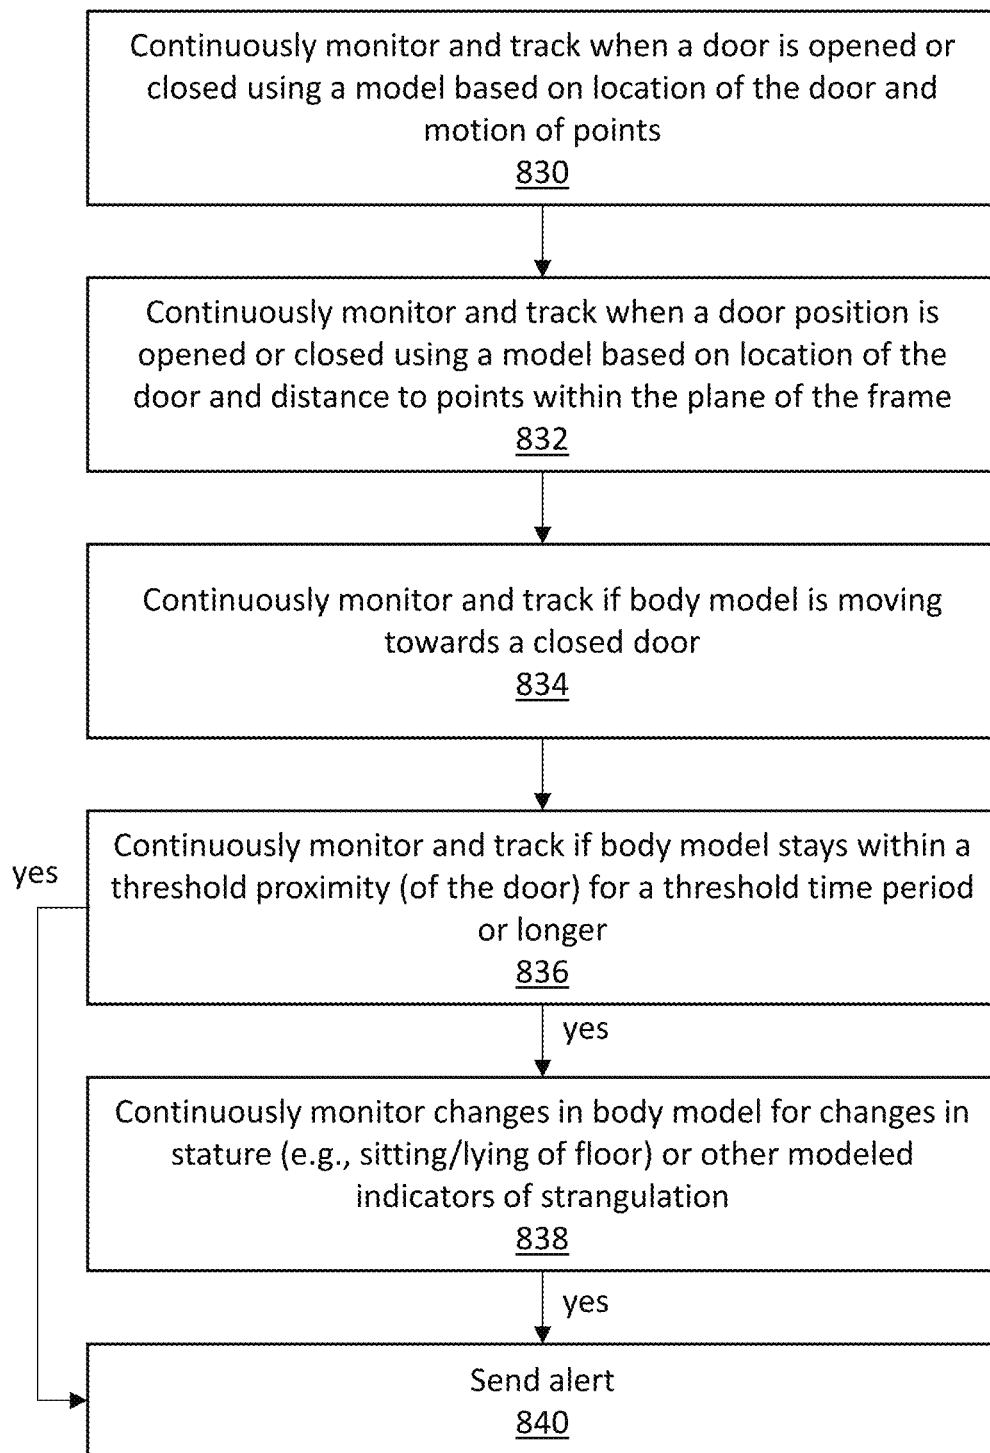 Continuously monitor and track when a door is opened or
closed using a model based on location of the door and
motion of points
830
Continuously monitor and track when a door position is
opened or closed using a model based on location of the
door and distance to points within the plane of the frame
832
Continuously monitor and track if body model is moving
towards a closed door
834
yes
Continuously monitor and track if body model stays within a
threshold proximity (of the door) for a threshold time period
or longer
836
yes
Continuously monitor changes in body model for changes in
stature (e.g., sitting/lying of floor) or other modeled
indicators of strangulation
838
yes
Send alert
840